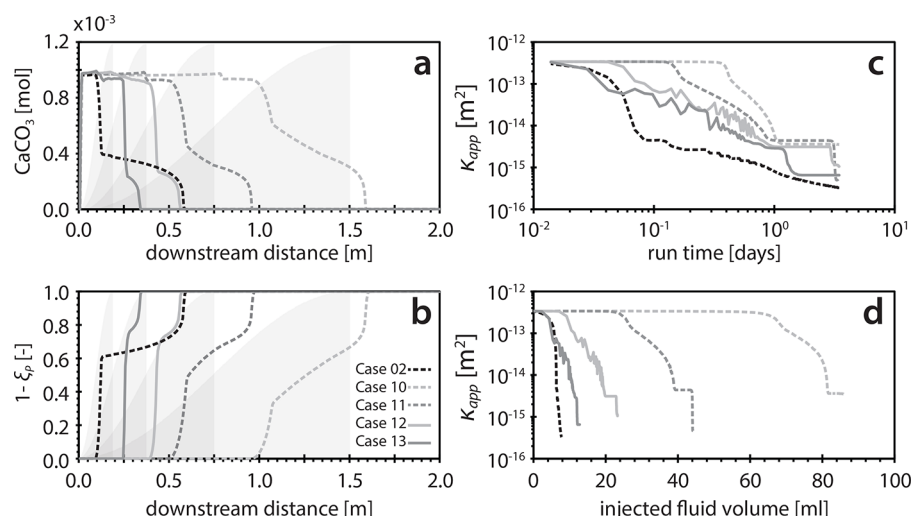 x10⁻³
1.2
0.8
0.4
0.0
CaCO₃ [mol]
a
0.0 0.5 1.0 1.5 2.0
downstream distance [m]
10⁻¹²
10⁻¹³
10⁻¹⁴
10⁻¹⁵
10⁻¹⁶
κapp [m²]
c
10⁻² 10⁻¹ 10⁰ 10¹
run time [days]
1.0
0.8
0.6
0.4
0.2
0.0
1- ξₚ [-]
b
Case 02
Case 10
Case 11
Case 12
Case 13
0.0 0.5 1.0 1.5 2.0
downstream distance [m]
10⁻¹²
10⁻¹³
10⁻¹⁴
10⁻¹⁵
10⁻¹⁶
κapp [m²]
d
0 20 40 60 80 100
injected fluid volume [ml]